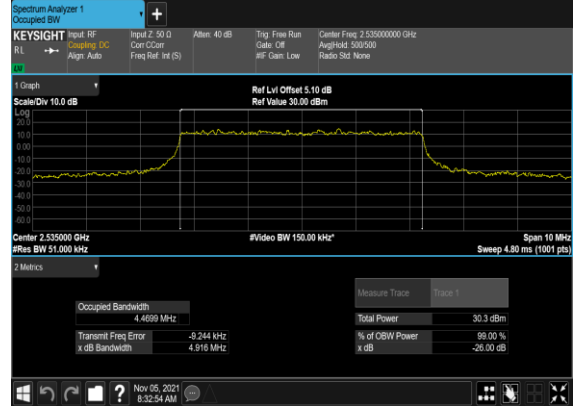 Spectrum Analyzer 1
Occupied BW
+
KEYSIGHT Input: RF Input Z: 50 Ω Atten: 40 dB Trig: Free Run Center Freq: 2.535000000 GHz
RL Coupling: DC Corr CCorr Gate: Off Avg|Hold: 500/500
Align: Auto Freq Ref: Int (S) #IF Gain: Low Radio Std: None
1 Graph
Ref Lvl Offset 5.10 dB
Scale/Div 10.0 dB Ref Value 30.00 dBm
Log
20.0
10.0
0.00
-10.0
-20.0
-30.0
-40.0
-50.0
-60.0
Center 2.535000 GHz #Video BW 150.00 kHz* Span 10 MHz
#Res BW 51.000 kHz Sweep 4.80 ms (1001 pts)
2 Metrics
Measure Trace Trace 1
Occupied Bandwidth
4.4699 MHz
Total Power 30.3 dBm
Transmit Freq Error -9.244 kHz % of OBW Power 99.00 %
x dB Bandwidth 4.916 MHz x dB -26.00 dB
? Nov 05, 2021
8:32:54 AM